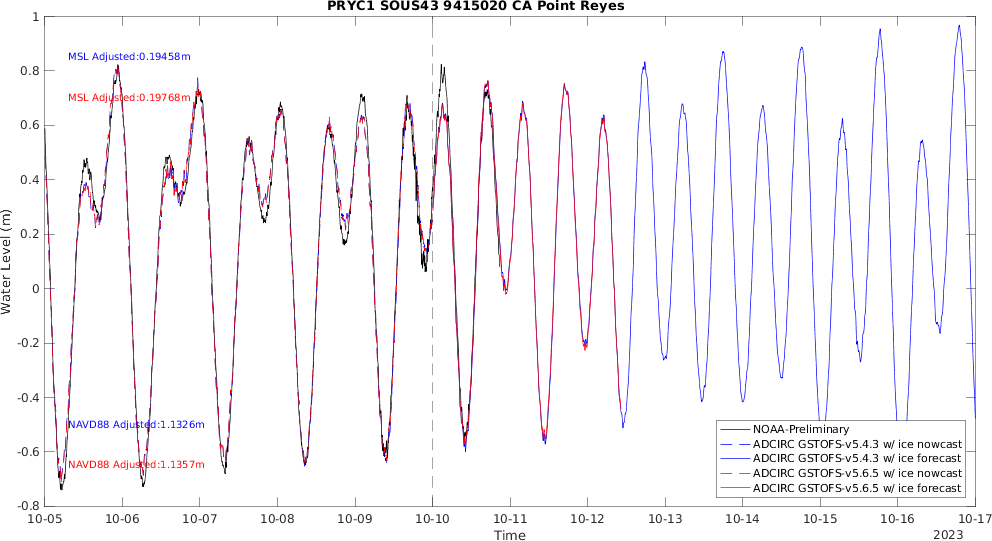 PRYC1 SOUS43 9415020 CA Point Reyes
MSL Adjusted:0.19458m
MSL Adjusted:0.19768m
NAVD88 Adjusted:1.1326m
NAVD88 Adjusted:1.1357m
Water Level (m)
1
0.8
0.6
0.4
0.2
0
-0.2
-0.4
-0.6
-0.8
NOAA-Preliminary
ADCIRC GSTOFS-v5.4.3 w/ ice nowcast
ADCIRC GSTOFS-v5.4.3 w/ ice forecast
ADCIRC GSTOFS-v5.6.5 w/ ice nowcast
ADCIRC GSTOFS-v5.6.5 w/ ice forecast
10-05 10-06 10-07 10-08 10-09 10-10 10-11 10-12 10-13 10-14 10-15 10-16 10-17
Time
2023